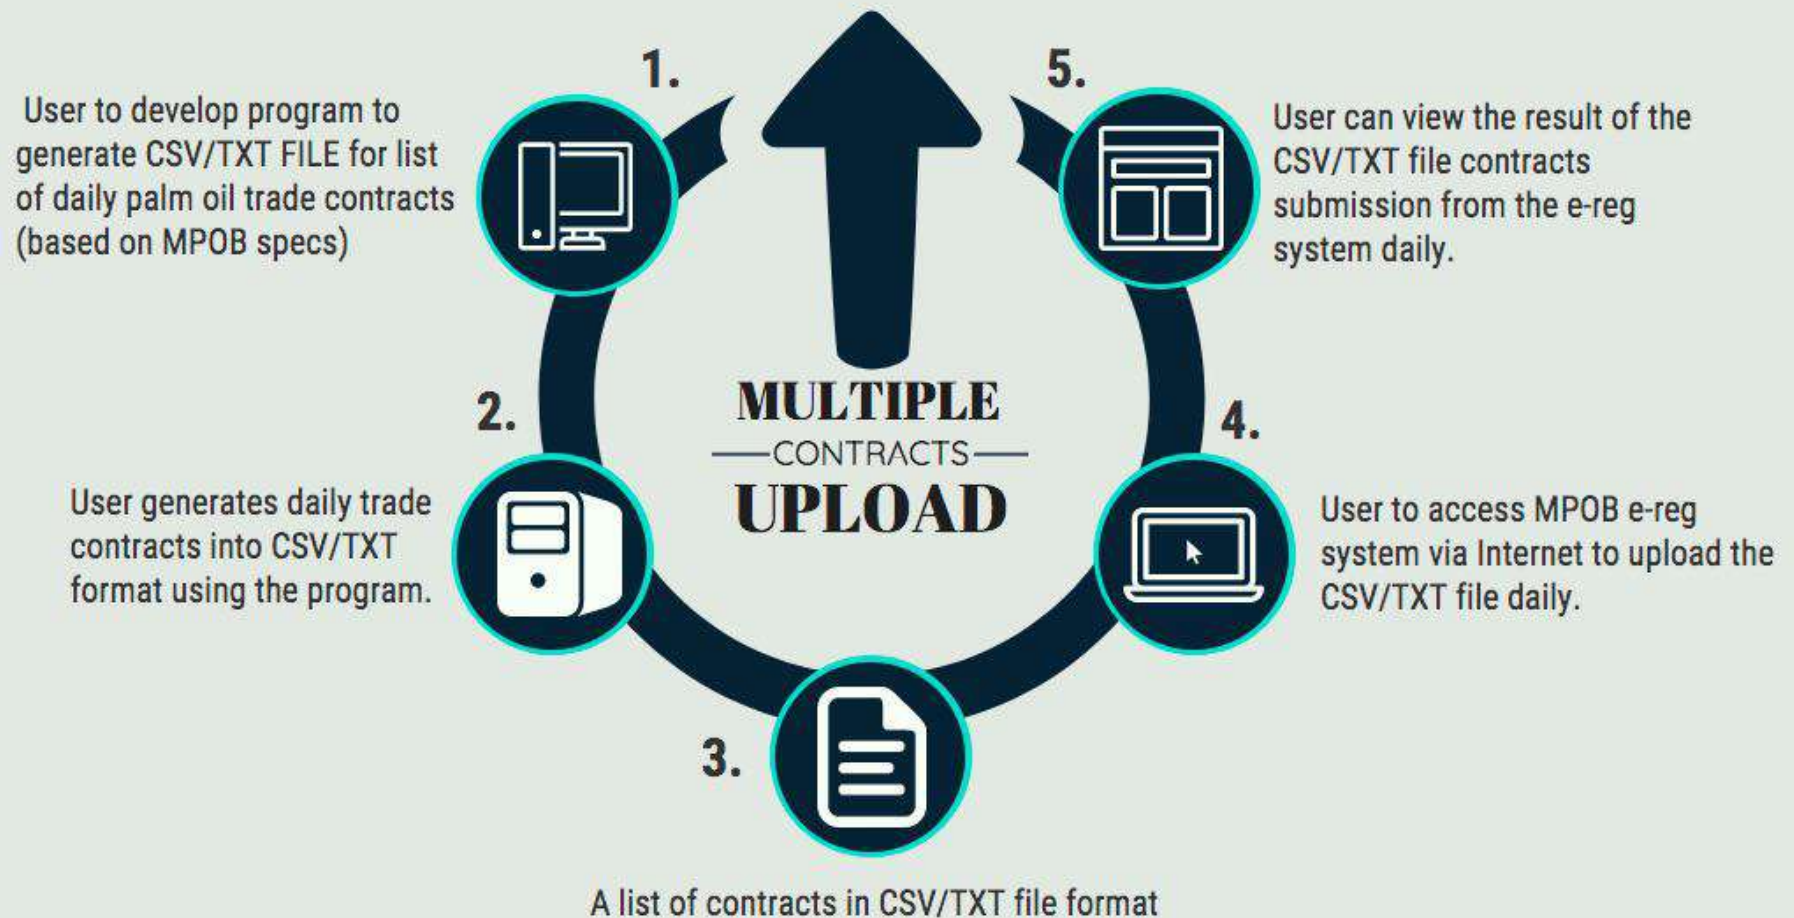 1.
User to develop program to
generate CSV/TXT FILE for list
of daily palm oil trade contracts
(based on MPOB specs)
2.
User generates daily trade
contracts into CSV/TXT
format using the program.
3.
A list of contracts in CSV/TXT file format
4.
User to access MPOB e-reg
system via Internet to upload the
CSV/TXT file daily.
5.
User can view the result of the
CSV/TXT file contracts
submission from the e-reg
system daily.
MULTIPLE
CONTRACTS
UPLOAD